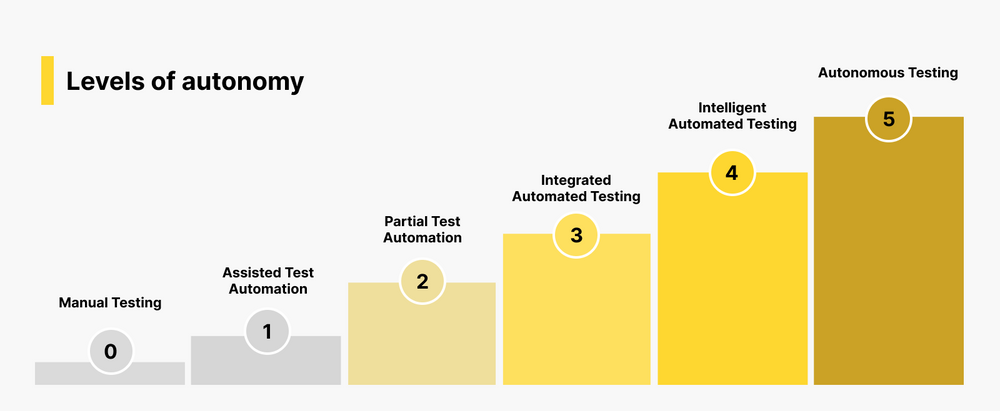 Levels of autonomy
Manual Testing
0
Assisted Test
Automation
1
Partial Test
Automation
2
Integrated
Automated Testing
3
Intelligent
Automated Testing
4
Autonomous Testing
5